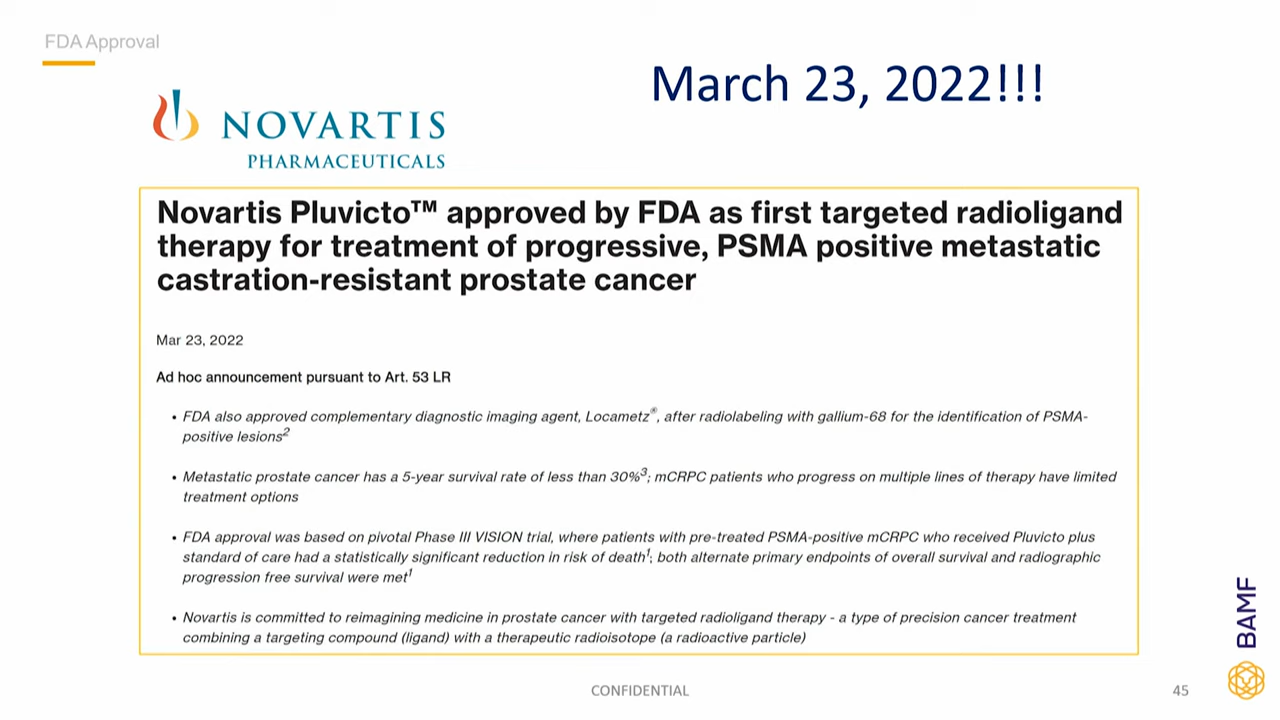 FDA Approval
March 23, 2022!!!
NOVARTIS
PHARMACEUTICALS
Novartis Pluvicto™ approved by FDA as first targeted radioligand
therapy for treatment of progressive, PSMA positive metastatic
castration-resistant prostate cancer
Mar 23, 2022
Ad hoc announcement pursuant to Art. 53 LR
• FDA also approved complementary diagnostic imaging agent, Locametz®, after radiolabeling with gallium-68 for the identification of PSMA-
positive lesions2
• Metastatic prostate cancer has a 5-year survival rate of less than 30%3; mCRPC patients who progress on multiple lines of therapy have limited
treatment options
• FDA approval was based on pivotal Phase III VISION trial, where patients with pre-treated PSMA-positive mCRPC who received Pluvicto plus
standard of care had a statistically significant reduction in risk of death1; both alternate primary endpoints of overall survival and radiographic
progression free survival were met1
• Novartis is committed to reimagining medicine in prostate cancer with targeted radioligand therapy - a type of precision cancer treatment
combining a targeting compound (ligand) with a therapeutic radioisotope (a radioactive particle)
BAMF
CONFIDENTIAL
45